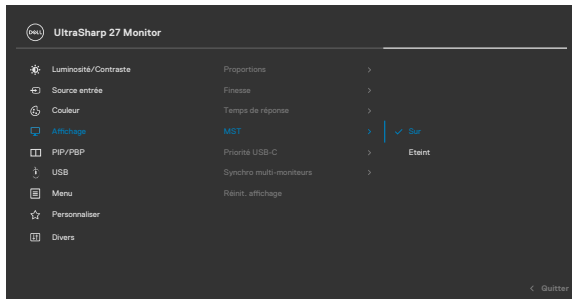 DELL UltraSharp 27 Monitor
Luminosité/Contraste Proportions
Source entrée Finesse
Couleur Temps de réponse
Affichage MST Sur
PIP/PBP Priorité USB-C Eteint
USB Synchro multi-moniteurs
Menu Réinit. affichage
Personnaliser
Divers
Quitter